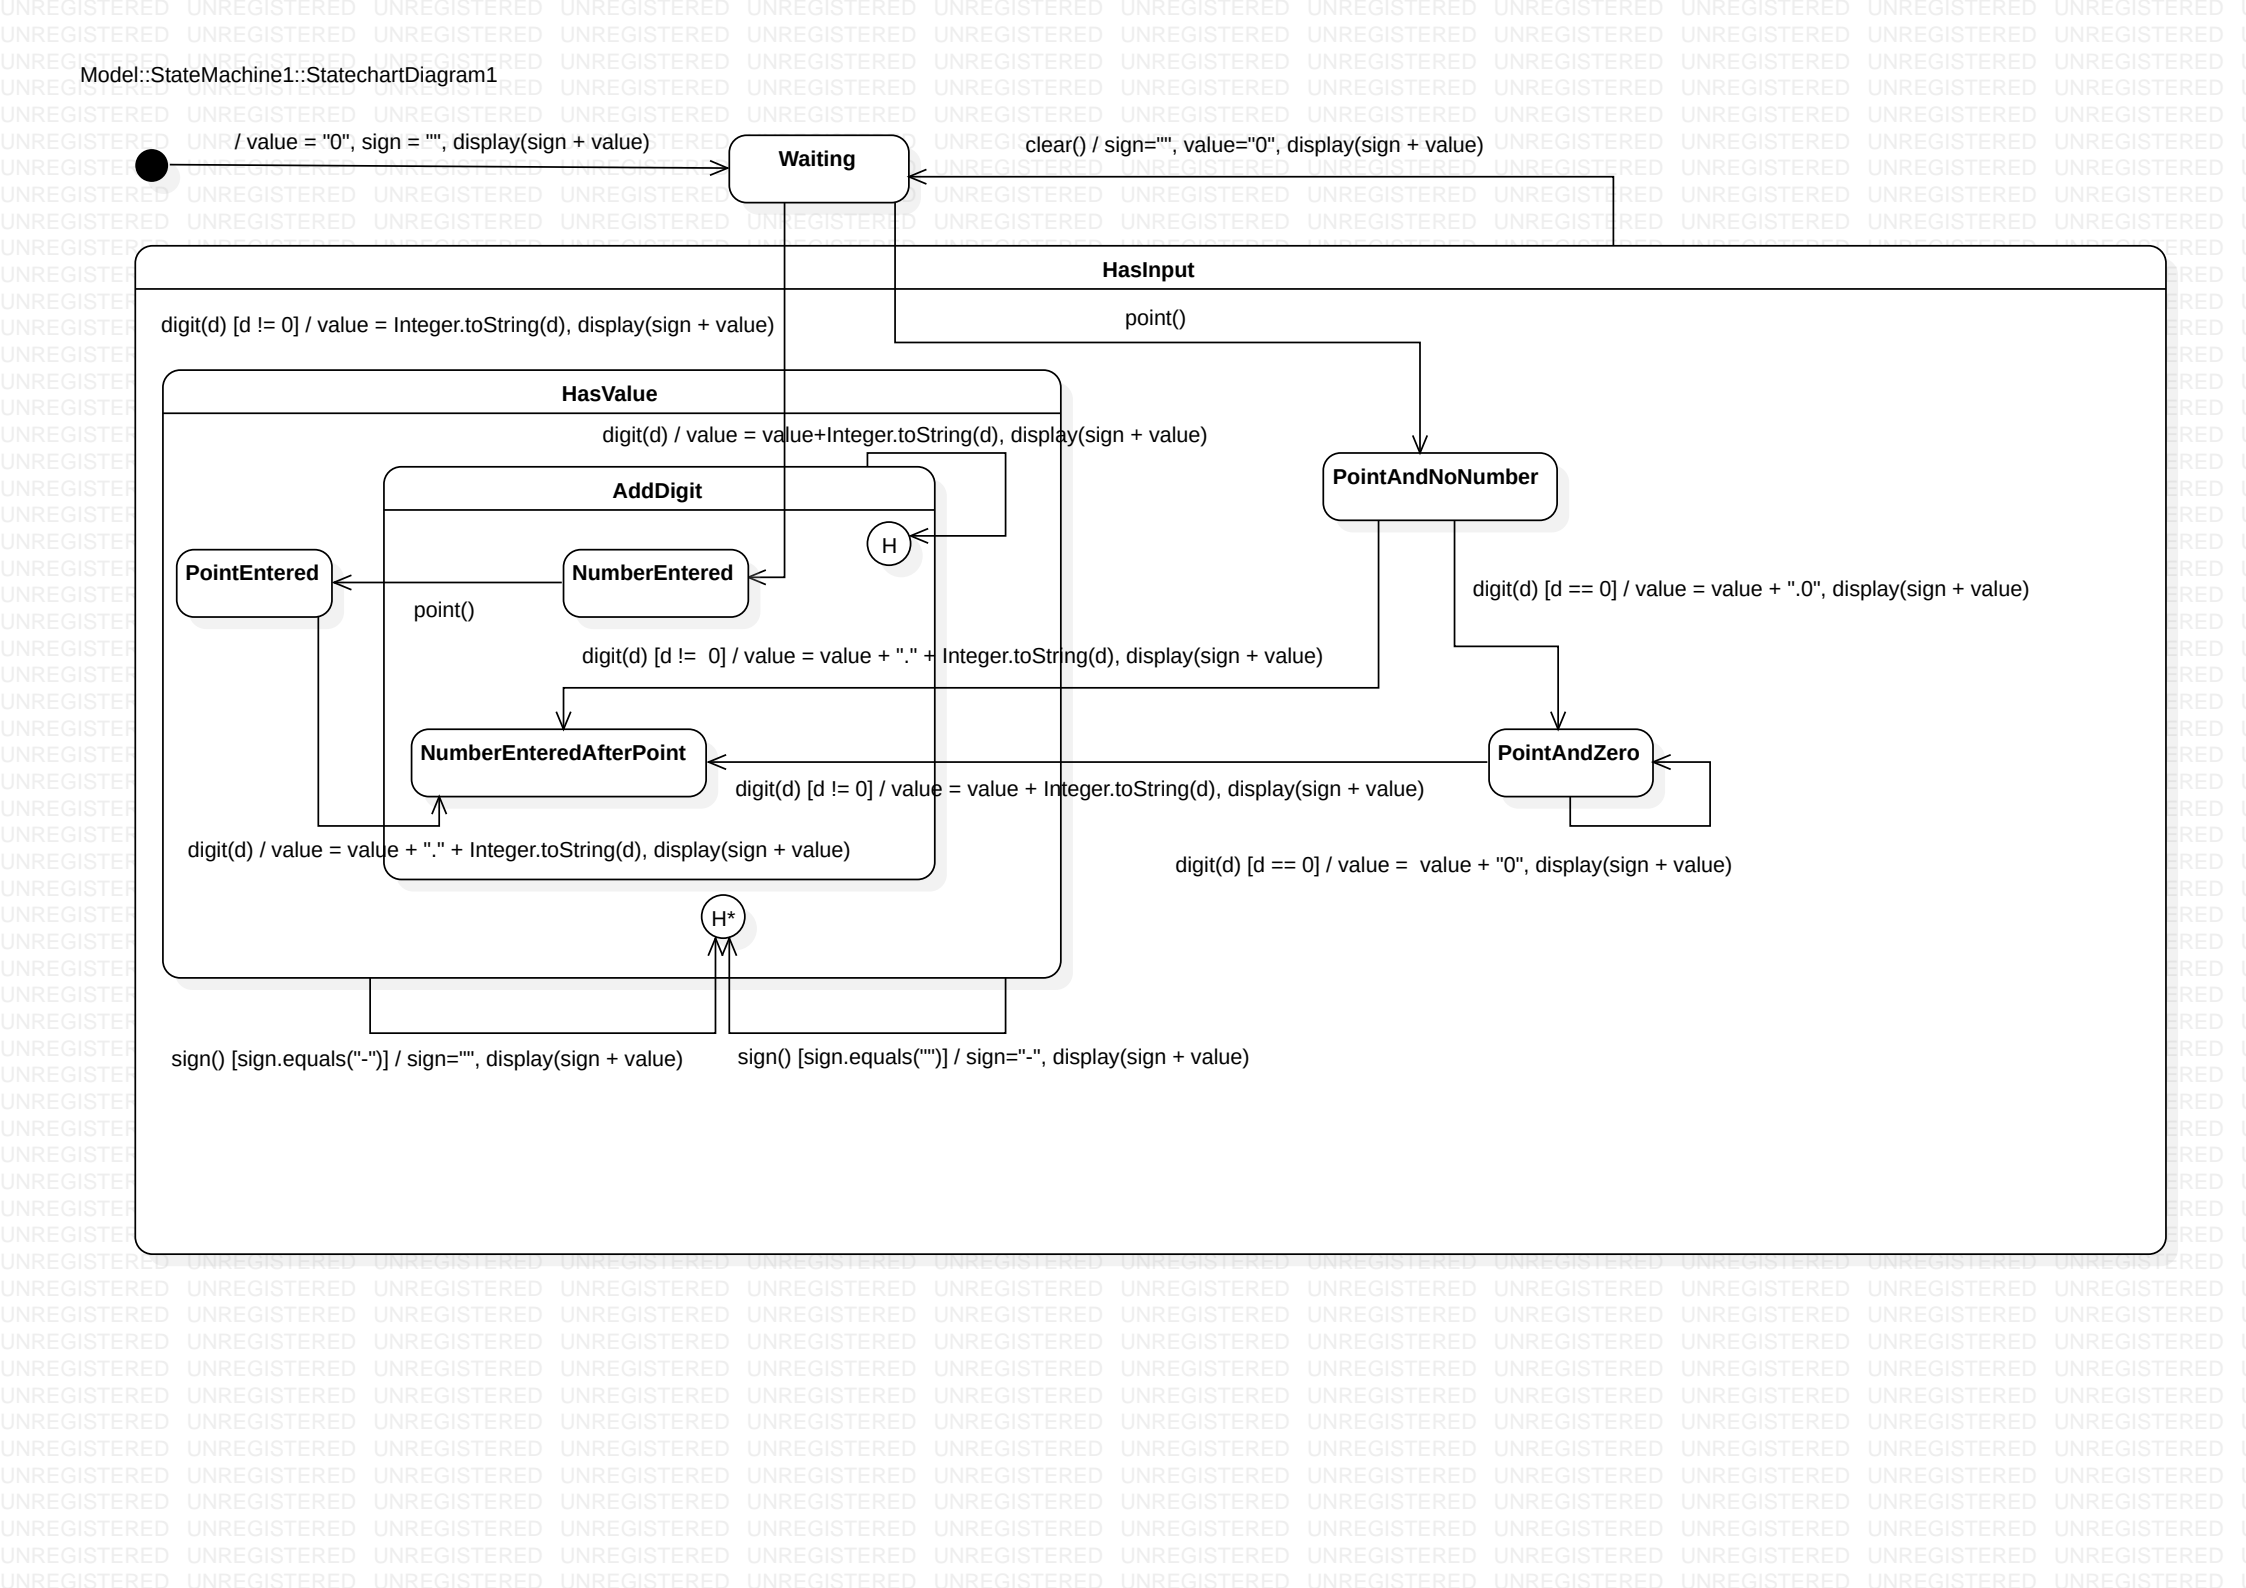 Model::StateMachine1::StatechartDiagram1
/ value = "0", sign = "", display(sign + value)
Waiting
clear() / sign="", value="0", display(sign + value)
HasInput
digit(d) [d != 0] / value = Integer.toString(d), display(sign + value)
point()
HasValue
digit(d) / value = value+Integer.toString(d), display(sign + value)
AddDigit
PointAndNoNumber
H
PointEntered
NumberEntered
point()
digit(d) [d == 0] / value = value + ".0", display(sign + value)
digit(d) [d !=  0] / value = value + "." + Integer.toString(d), display(sign + value)
NumberEnteredAfterPoint
PointAndZero
digit(d) [d != 0] / value = value + Integer.toString(d), display(sign + value)
digit(d) / value = value + "." + Integer.toString(d), display(sign + value)
digit(d) [d == 0] / value =  value + "0", display(sign + value)
H*
sign() [sign.equals("-")] / sign="", display(sign + value)
sign() [sign.equals("")] / sign="-", display(sign + value)
UNREGISTERED